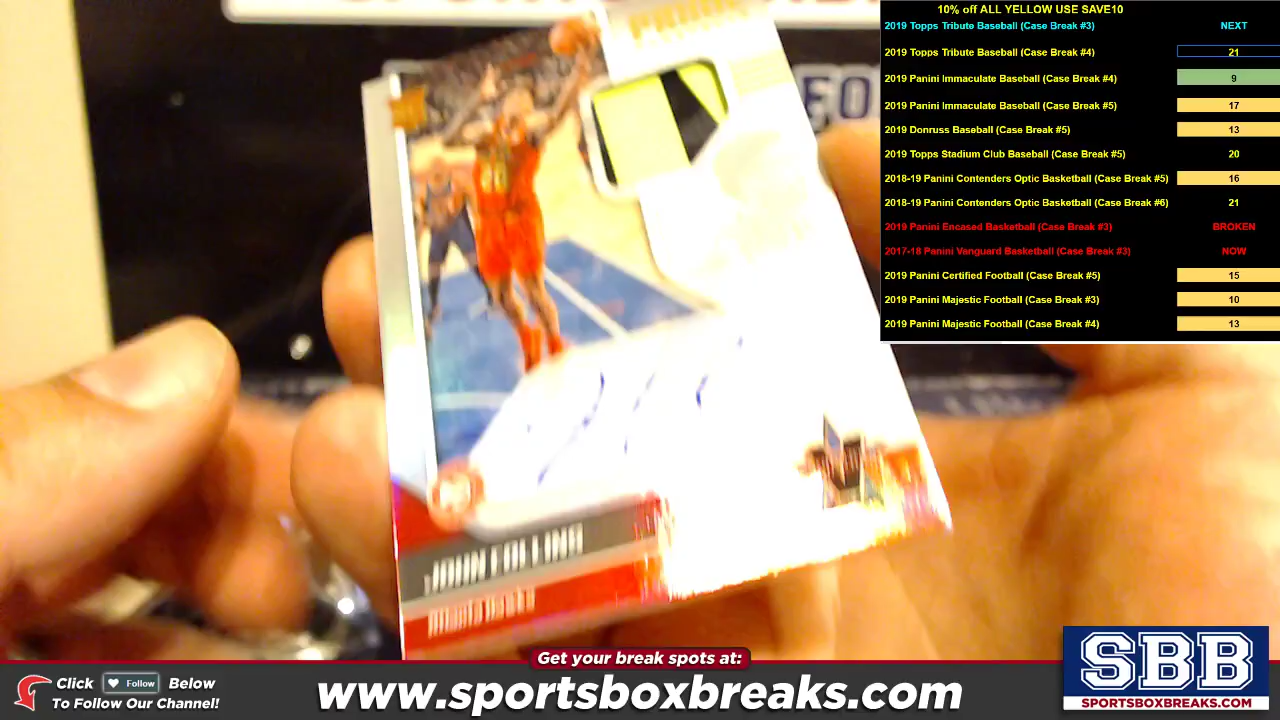 10% off ALL YELLOW USE SAVE10
2019 Topps Tribute Baseball (Case Break #3) NEXT
2019 Topps Tribute Baseball (Case Break #4) 21
2019 Panini Immaculate Baseball (Case Break #4) 9
2019 Panini Immaculate Baseball (Case Break #5) 17
2019 Donruss Baseball (Case Break #5) 13
2019 Topps Stadium Club Baseball (Case Break #5) 20
2018-19 Panini Contenders Optic Basketball (Case Break #5) 16
2018-19 Panini Contenders Optic Basketball (Case Break #6) 21
2019 Panini Encased Basketball (Case Break #3) BROKEN
2017-18 Panini Vanguard Basketball (Case Break #3) NOW
2019 Panini Certified Football (Case Break #5) 15
2019 Panini Majestic Football (Case Break #3) 10
2019 Panini Majestic Football (Case Break #4) 13
JOHN COLLINS
Atlanta Hawks
Get your break spots at:
Click Follow Below
To Follow Our Channel!
www.sportsboxbreaks.com
SBB
SPORTSBOXBREAKS.COM